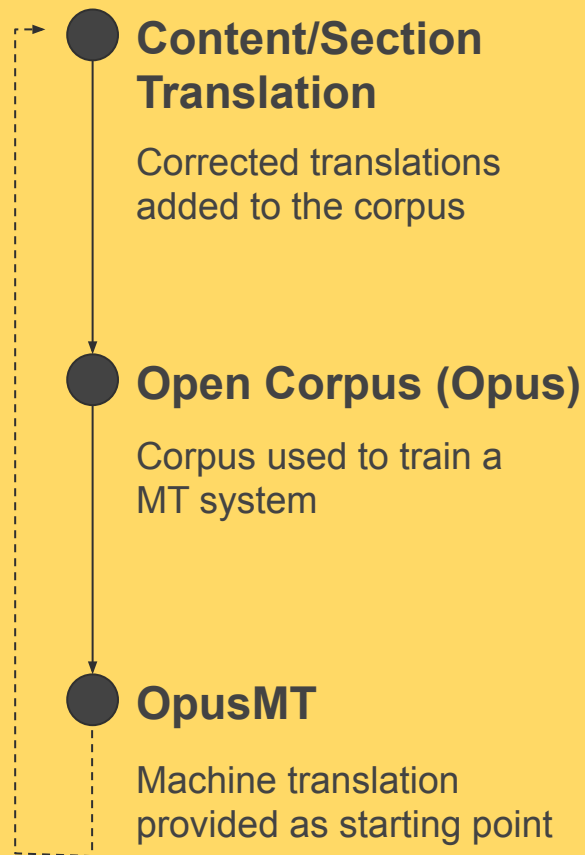 Content/Section
Translation
Corrected translations
added to the corpus
Open Corpus (Opus)
Corpus used to train a
MT system
OpusMT
Machine translation
provided as starting point